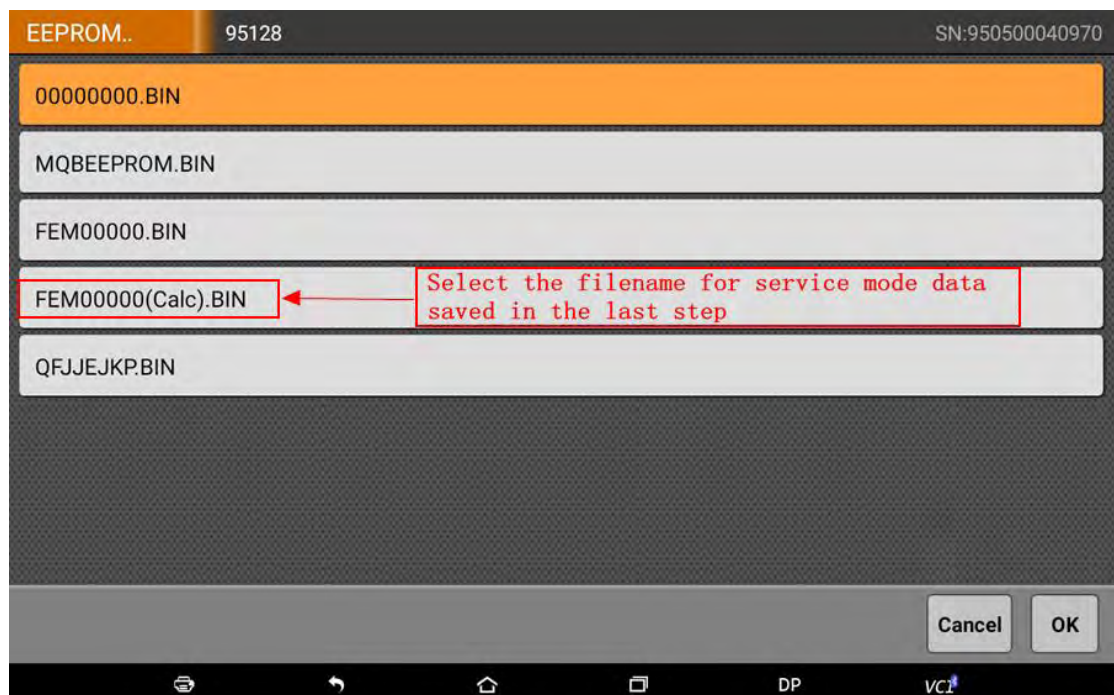 EEPROM.. 95128 SN:950500040970
00000000.BIN
MQBEEPROM.BIN
FEM00000.BIN
FEM00000(Calc).BIN
Select the filename for service mode data
saved in the last step
QFJJEJKP.BIN
Cancel OK
DP VCI